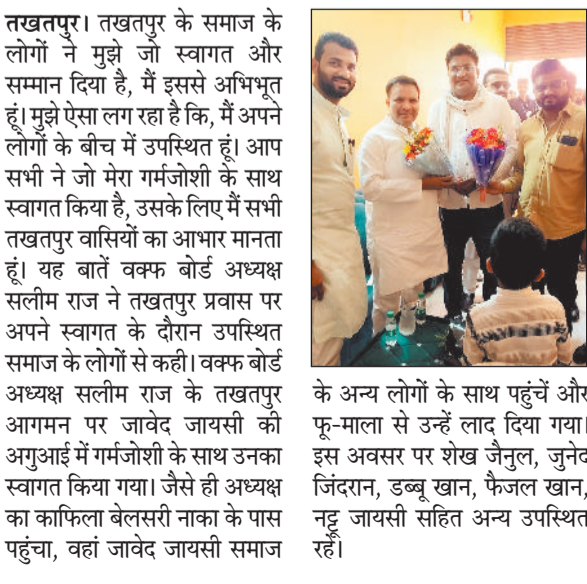 तखतपुर। तखतपुर के समाज के
लोगों ने मुझे जो स्वागत और
सम्मान दिया है, मैं इससे अभिभूत
हूं। मुझे ऐसा लग रहा है कि, मैं अपने
लोगों के बीच में उपस्थित हूं। आप
सभी ने जो मेरा गर्मजोशी के साथ
स्वागत किया है, उसके लिए मैं सभी
तखतपुर वासियों का आभार मानता
हूं। यह बातें वक्फ बोर्ड अध्यक्ष
सलीम राज ने तखतपुर प्रवास पर
अपने स्वागत के दौरान उपस्थित
समाज के लोगों से कही। वक्फ बोर्ड
अध्यक्ष सलीम राज के तखतपुर
आगमन पर जावेद जायसी की
अगुआई में गर्मजोशी के साथ उनका
स्वागत किया गया। जैसे ही अध्यक्ष
का काफिला बेलसरी नाका के पास
पहुंचा, वहां जावेद जायसी समाज
के अन्य लोगों के साथ पहुंचें और
फू-माला से उन्हें लाद दिया गया।
इस अवसर पर शेख जैनुल, जुनेद
जिंदरान, डब्बू खान, फैजल खान,
नट्टू जायसी सहित अन्य उपस्थित
रहें।